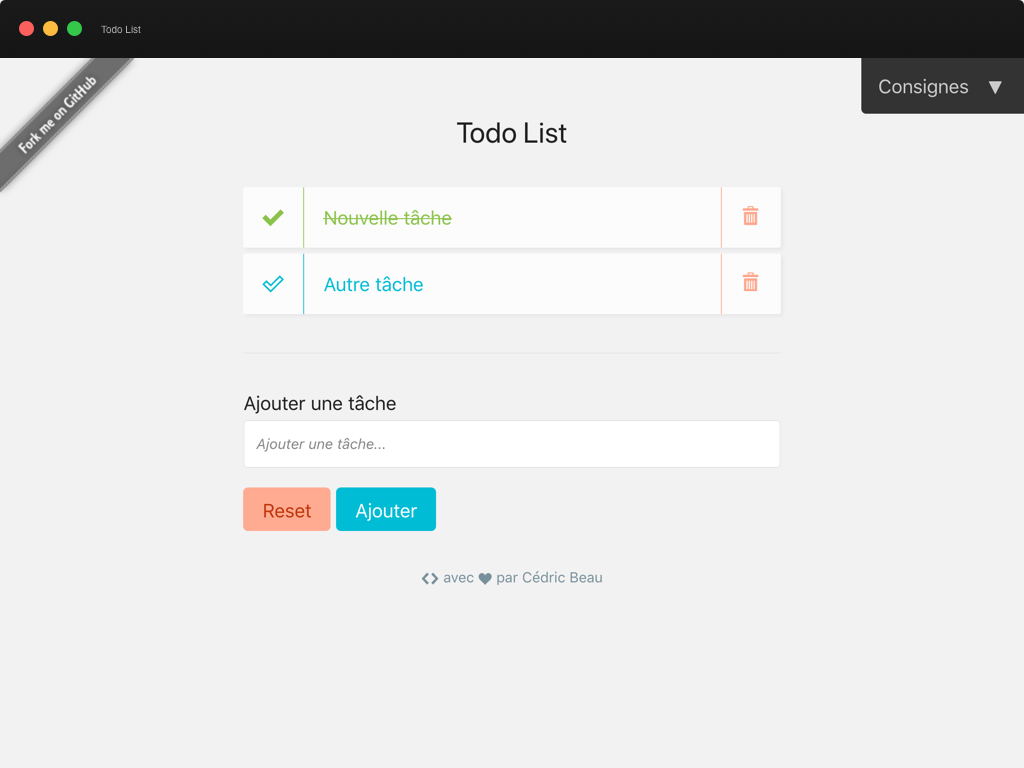 Todo List
Fork me on GitHub
Consignes ▼
Todo List
Nouvelle tâche
Autre tâche
Ajouter une tâche
Ajouter une tâche...
Reset
Ajouter
avec par Cédric Beau